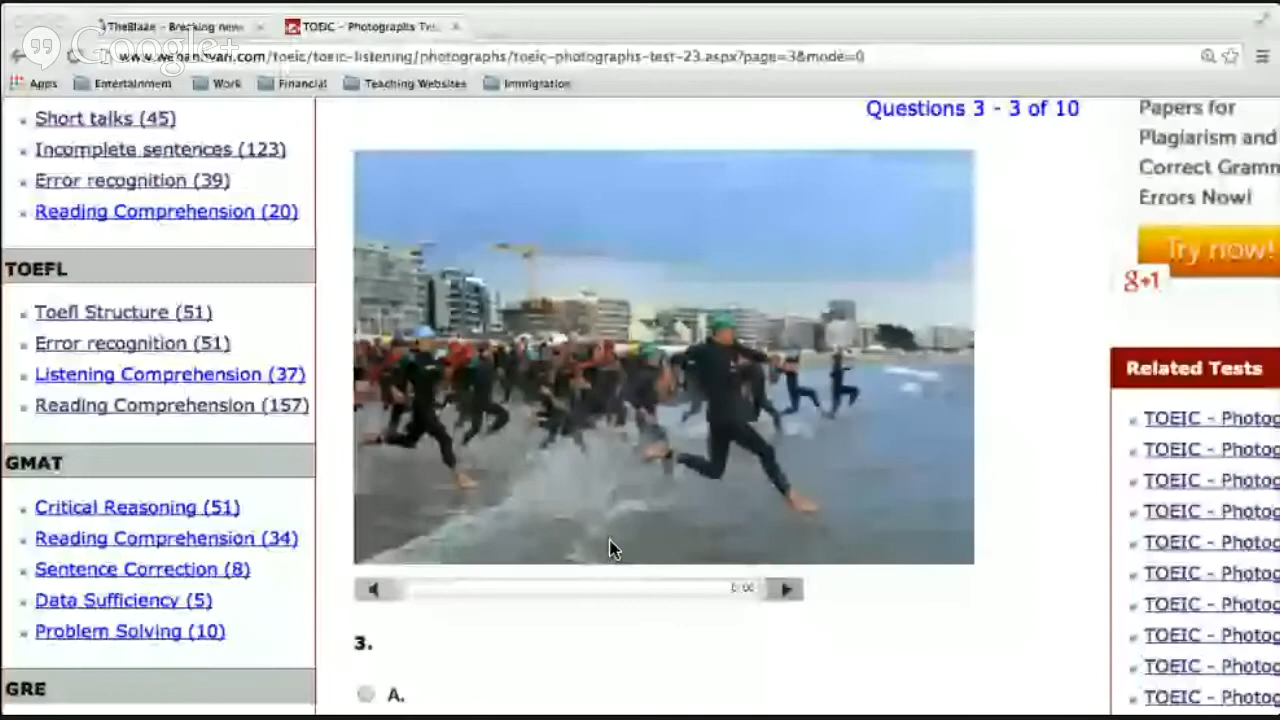 TheBlaze - Breaking new
TOEIC - Photographs Te
Google+
www.webandyan.com/toeic/toeic-listening/photographs/toeic-photographs-test-23.aspx?page=3&mode=0
Apps Entertainment Work Financial Teaching Websites Immigration
Short talks (45)
Incomplete sentences (123)
Error recognition (39)
Reading Comprehension (20)
TOEFL
Toefl Structure (51)
Error recognition (51)
Listening Comprehension (37)
Reading Comprehension (157)
GMAT
Critical Reasoning (51)
Reading Comprehension (34)
Sentence Correction (8)
Data Sufficiency (5)
Problem Solving (10)
GRE
Questions 3 - 3 of 10
0:00
3.
A.
Papers for
Plagiarism and
Correct Gramm
Errors Now!
Try now!
g+1
Related Tests
TOEIC - Photog
TOEIC - Photog
TOEIC - Photog
TOEIC - Photog
TOEIC - Photog
TOEIC - Photog
TOEIC - Photog
TOEIC - Photog
TOEIC - Photog
TOEIC - Photog